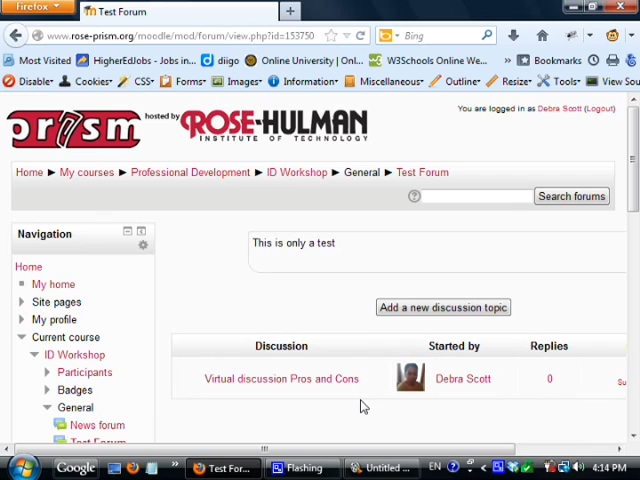 Firefox
Test Forum
www.rose-prism.org/moodle/mod/forum/view.php?id=153750
Bing
Most Visited HigherEdJobs - Jobs in... diigo Online University | Onl... W3Schools Online We... » Bookmarks
Disable Cookies CSS Forms Images Miscellaneous Outline Resize Tools View Sou
You are logged in as Debra Scott (Logout)
pr/sm hosted by ROSE-HULMAN
INSTITUTE OF TECHNOLOGY
Home ► My courses ► Professional Development ► ID Workshop ► General ► Test Forum
Search forums
Navigation
This is only a test
Home
My home
Site pages
My profile
Current course
ID Workshop
Participants
Badges
General
News forum
Test Forum
Add a new discussion topic
Discussion Started by Replies
Virtual discussion Pros and Cons Debra Scott 0
Su
Google Test For... Flashing Untitled ... EN 4:14 PM